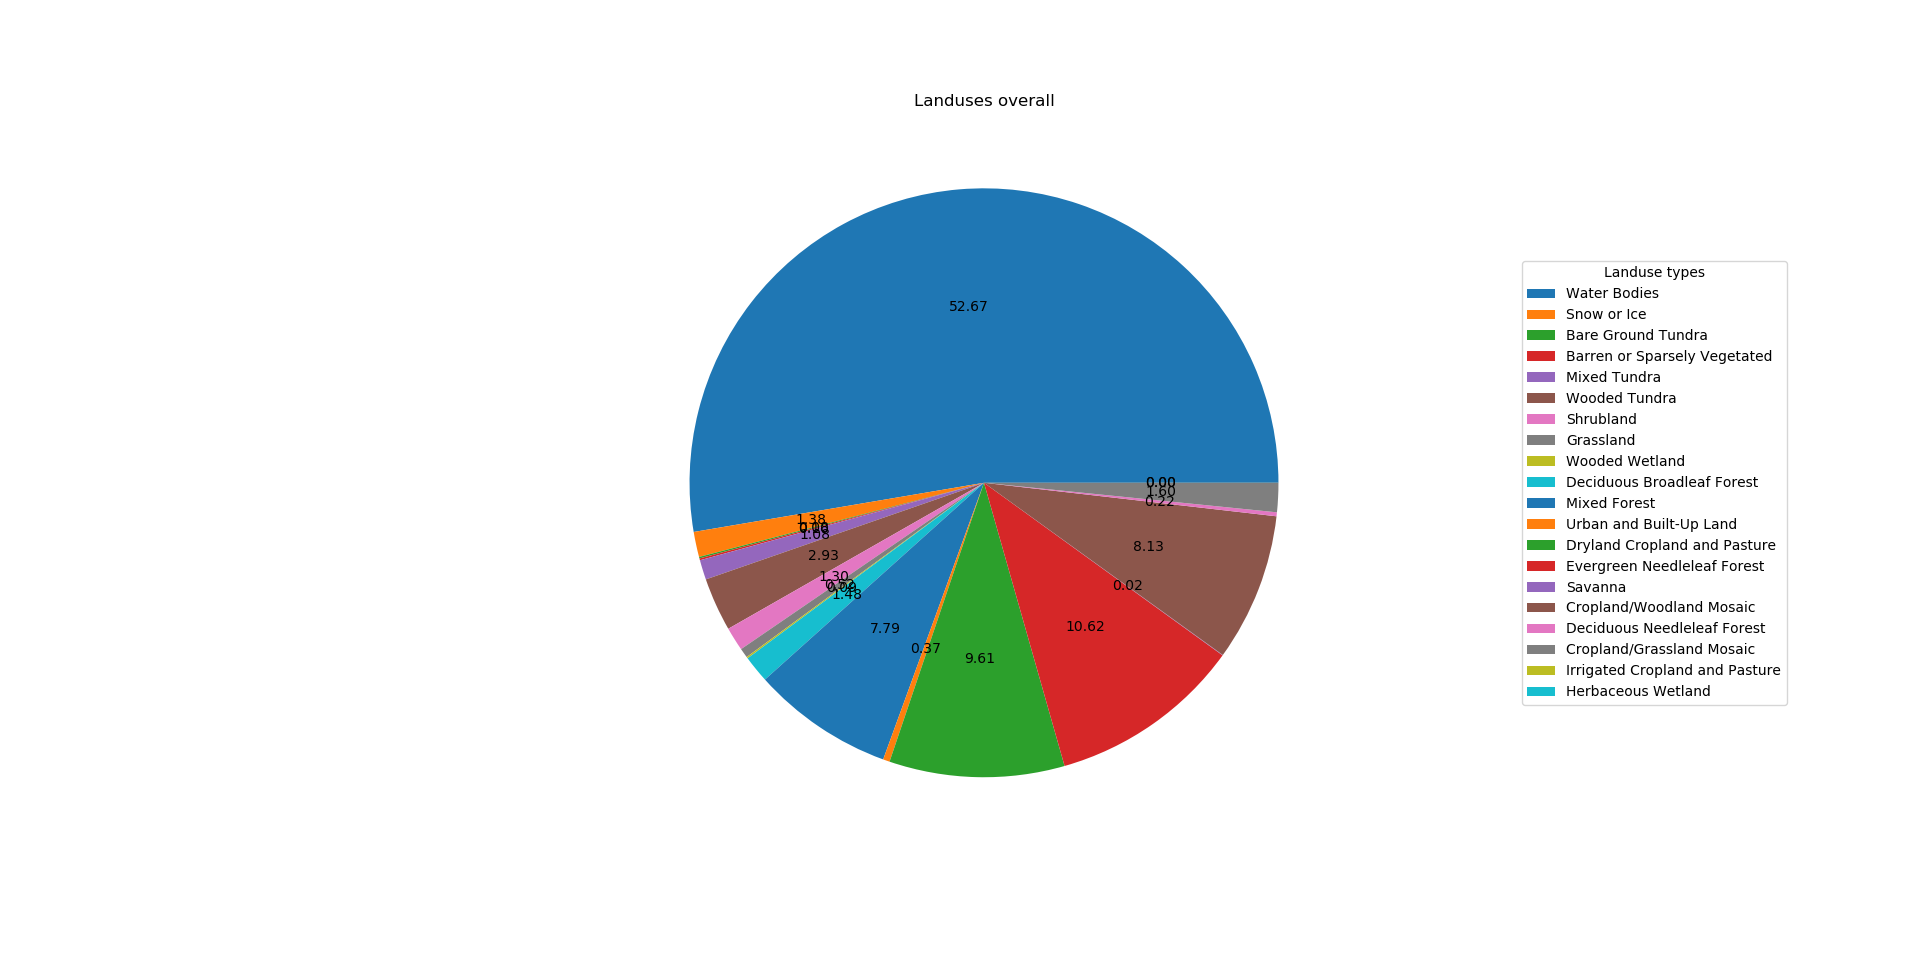 Landuses overall
52.67
0.00
1.60
0.22
8.13
0.02
10.62
9.61
0.37
7.79
1.48
0.09
0.52
1.30
2.93
1.08
1.38
Landuse types
Water Bodies
Snow or Ice
Bare Ground Tundra
Barren or Sparsely Vegetated
Mixed Tundra
Wooded Tundra
Shrubland
Grassland
Wooded Wetland
Deciduous Broadleaf Forest
Mixed Forest
Urban and Built-Up Land
Dryland Cropland and Pasture
Evergreen Needleleaf Forest
Savanna
Cropland/Woodland Mosaic
Deciduous Needleleaf Forest
Cropland/Grassland Mosaic
Irrigated Cropland and Pasture
Herbaceous Wetland